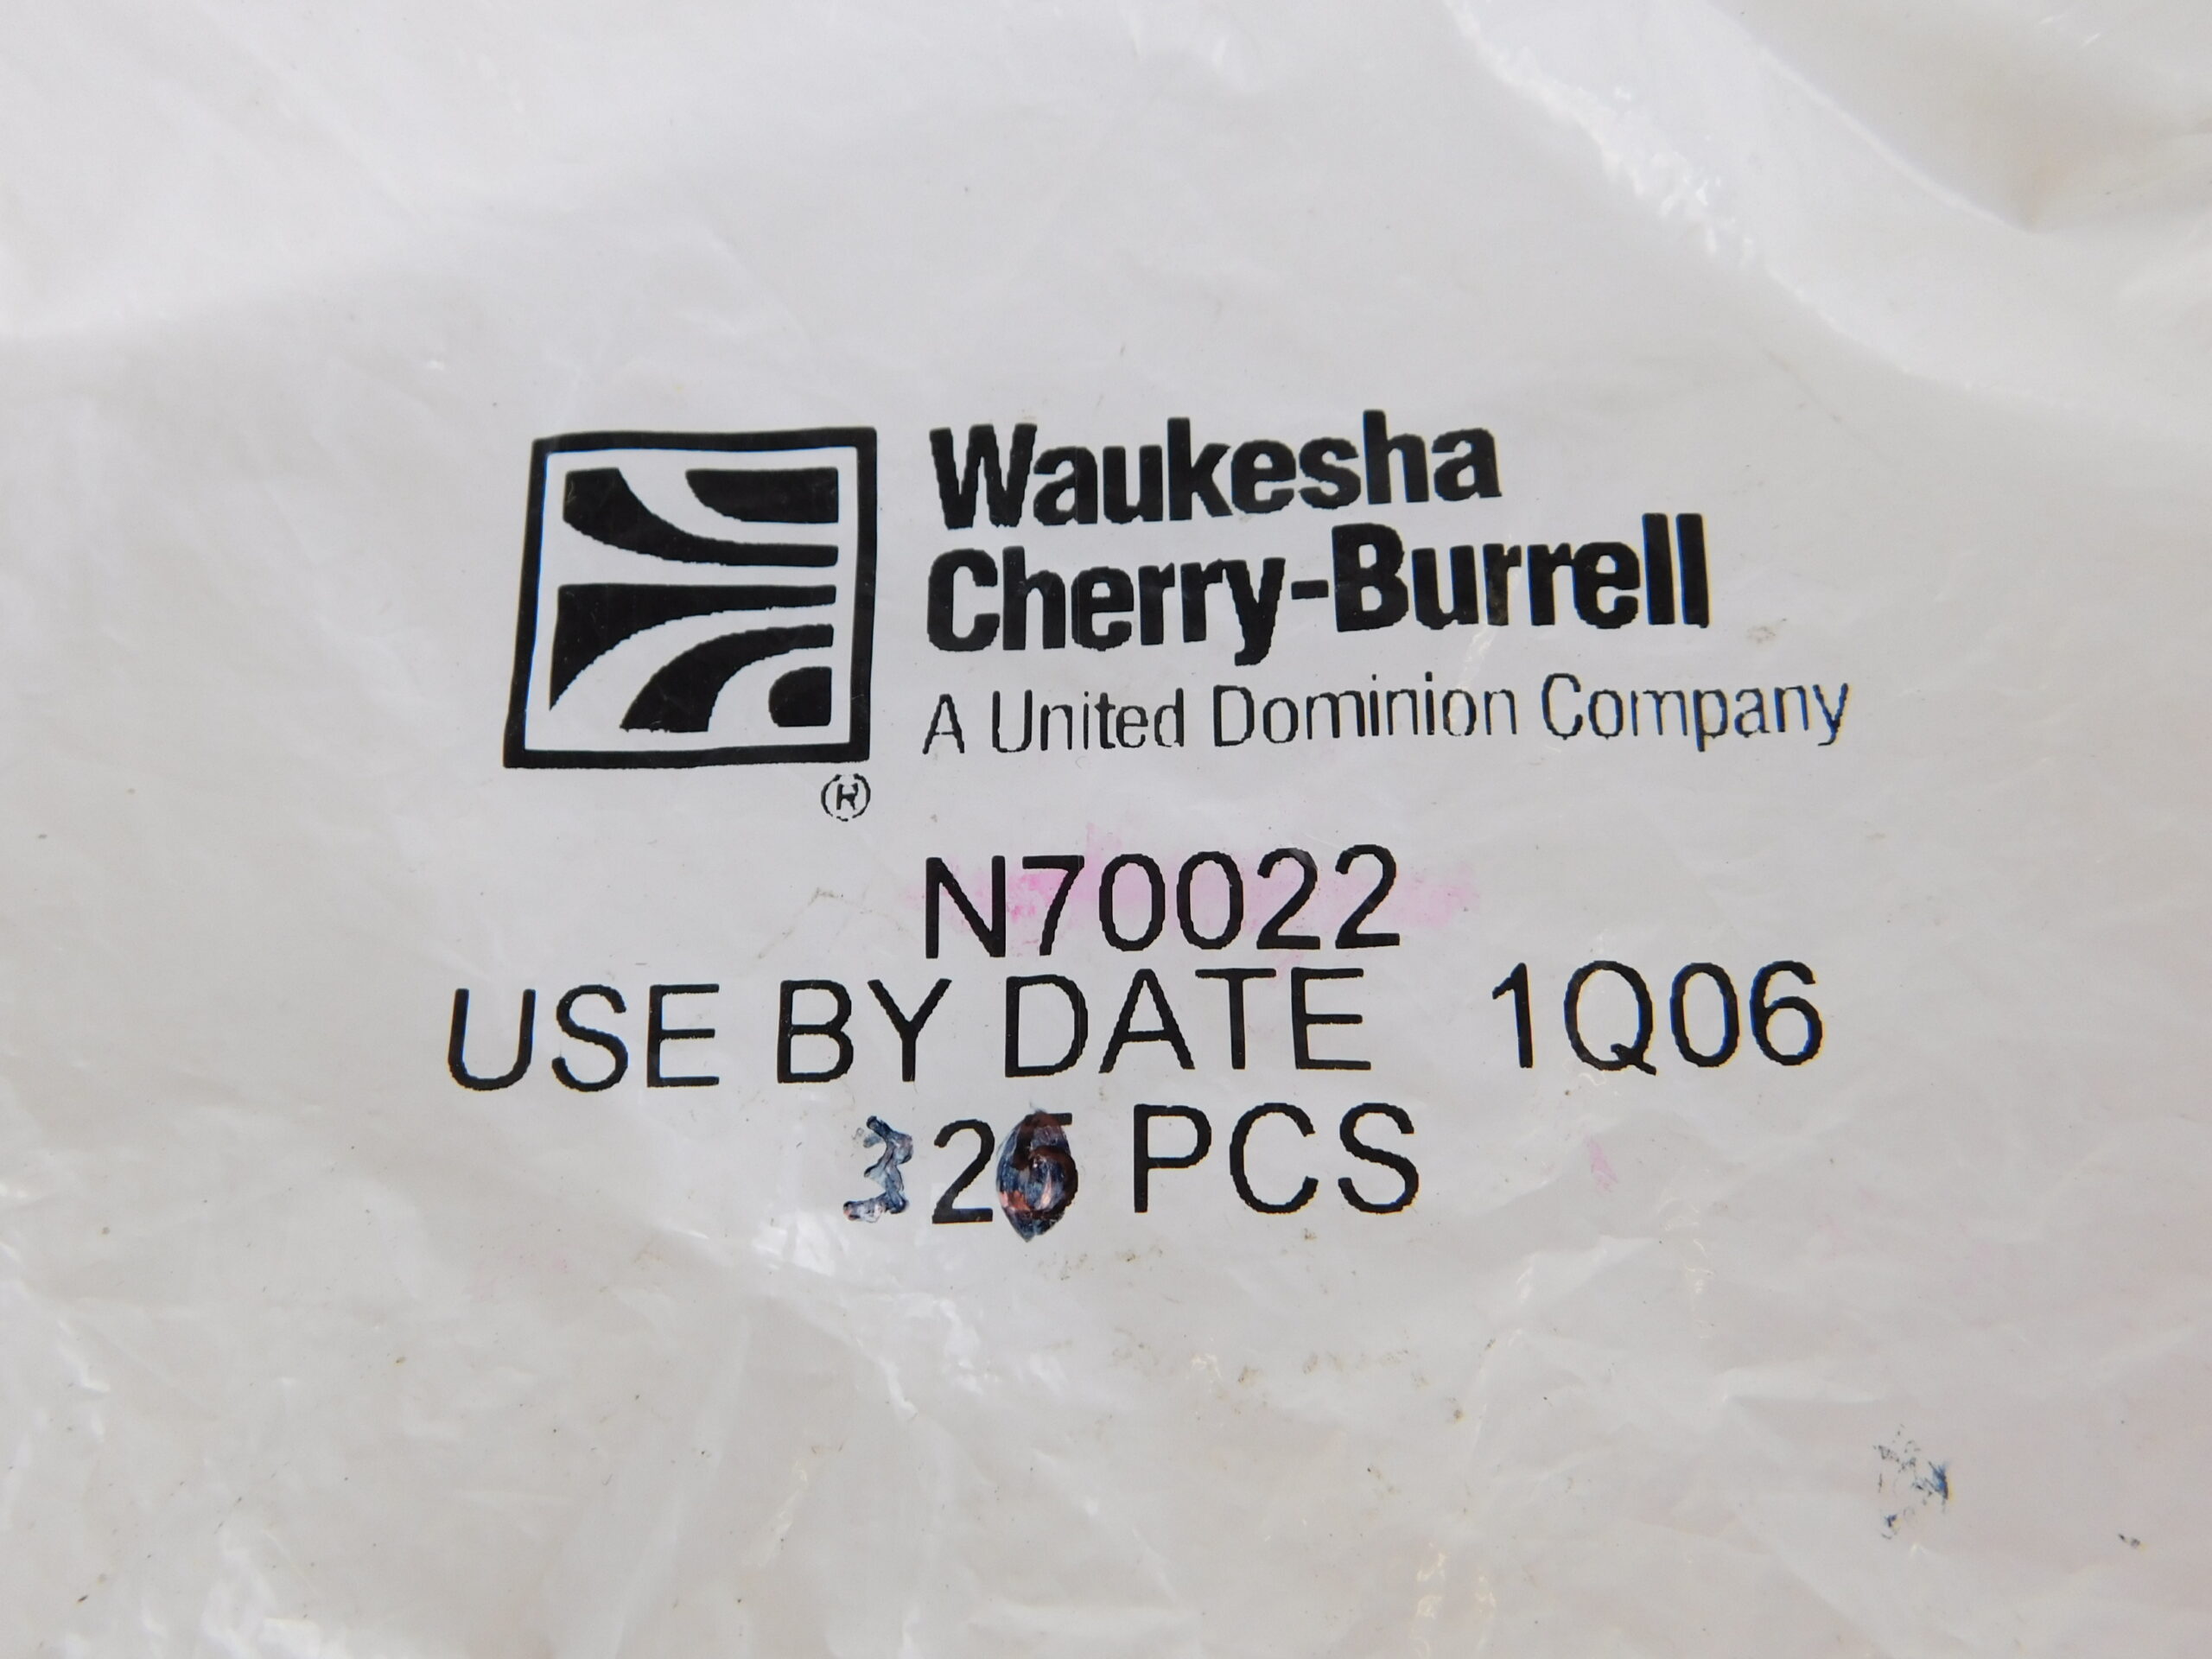 Waukesha
Cherry-Burrell
A United Dominion Company
®
N70022
USE BY DATE 1Q06
PCS